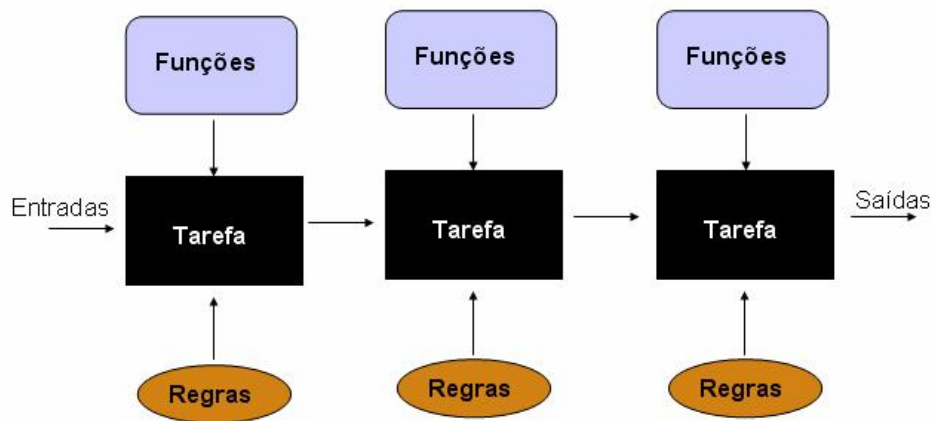 Funções
Funções
Funções
Entradas
Tarefa
Tarefa
Tarefa
Saídas
Regras
Regras
Regras